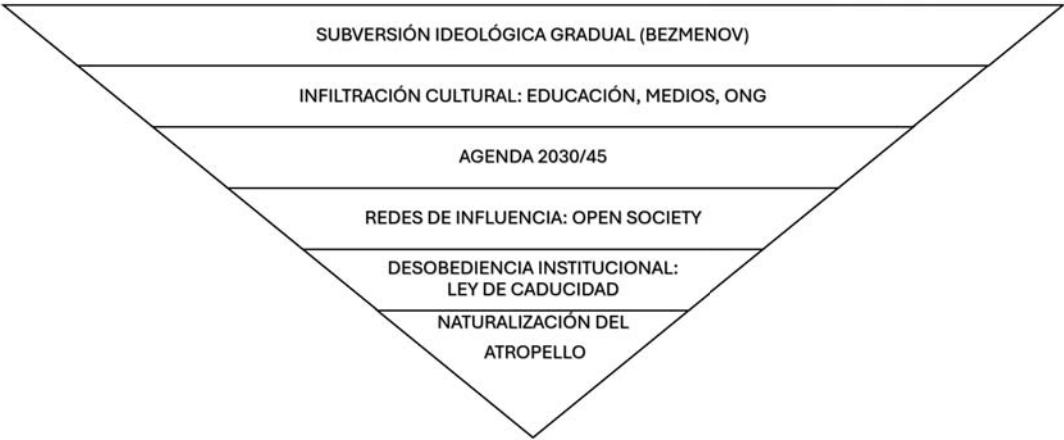 SUBVERSIÓN IDEOLÓGICA GRADUAL (BEZMENOV)
INFILTRACIÓN CULTURAL: EDUCACIÓN, MEDIOS, ONG
AGENDA 2030/45
REDES DE INFLUENCIA: OPEN SOCIETY
DESOBEDIENCIA INSTITUCIONAL:
LEY DE CADUCIDAD
NATURALIZACIÓN DEL
ATROPELLO